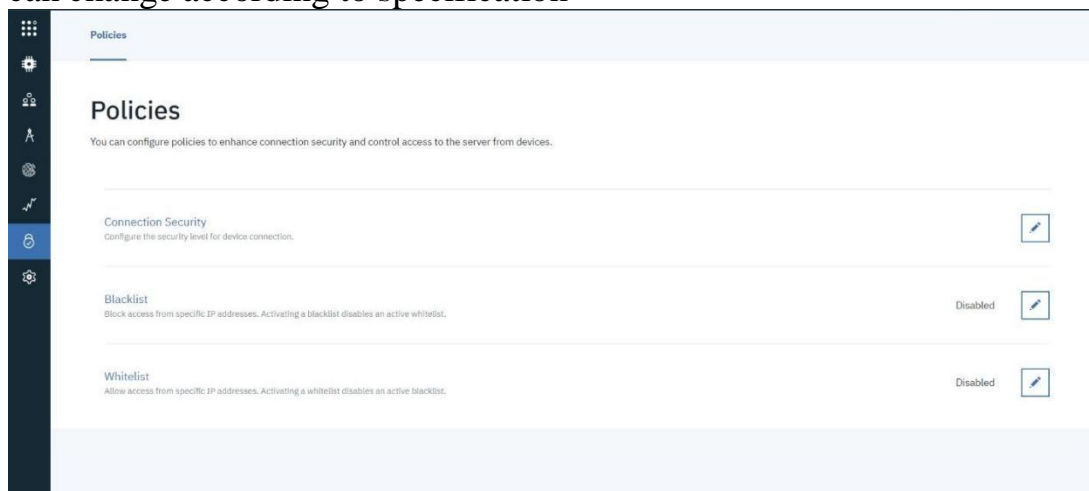 can change according to specification
Policies
Policies
You can configure policies to enhance connection security and control access to the server from devices.
Connection Security
Configure the security level for device connection.
Blacklist
Block access from specific IP addresses. Activating a blacklist disables an active whitelist.
Disabled
Whitelist
Allow access from specific IP addresses. Activating a whitelist disables an active blacklist.
Disabled